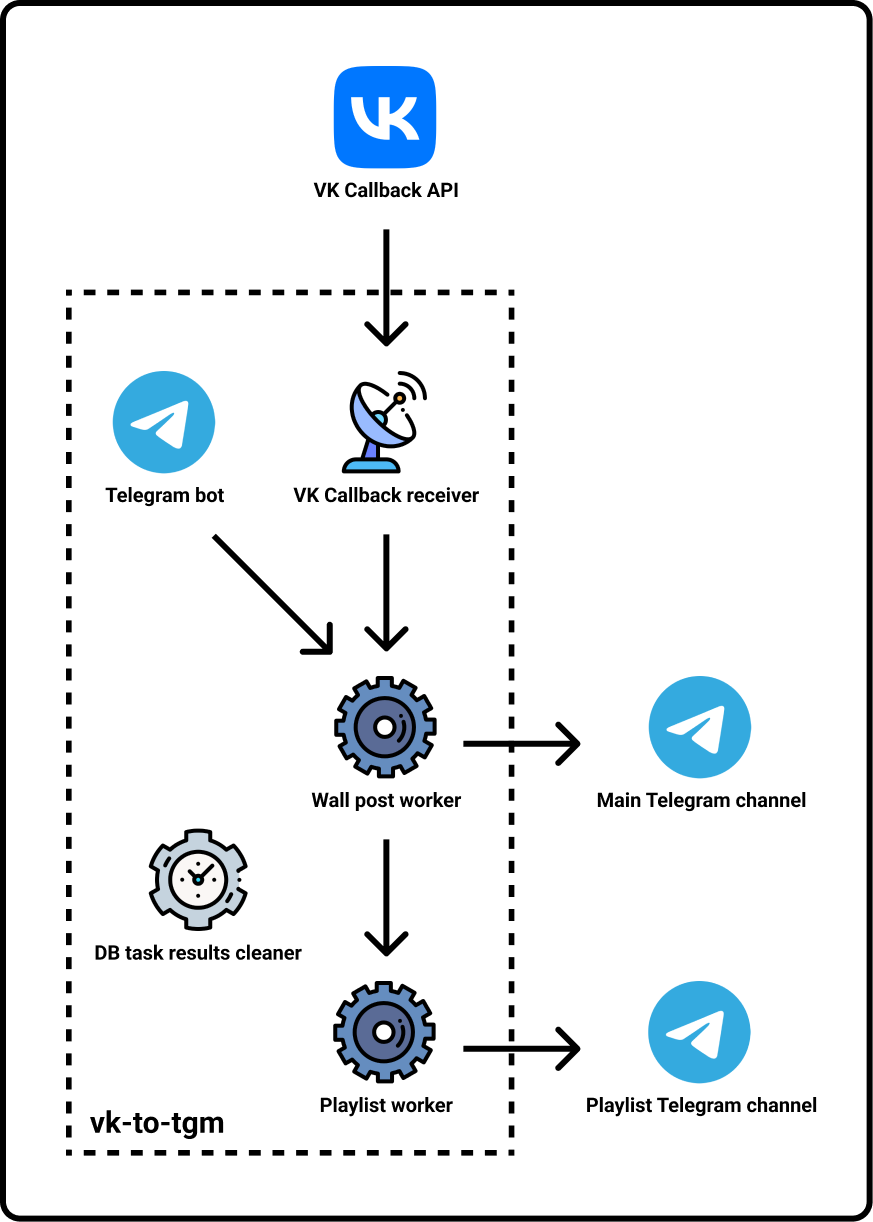 VK Callback API
Telegram bot
VK Callback receiver
Wall post worker
Main Telegram channel
DB task results cleaner
Playlist worker
Playlist Telegram channel
vk-to-tgm